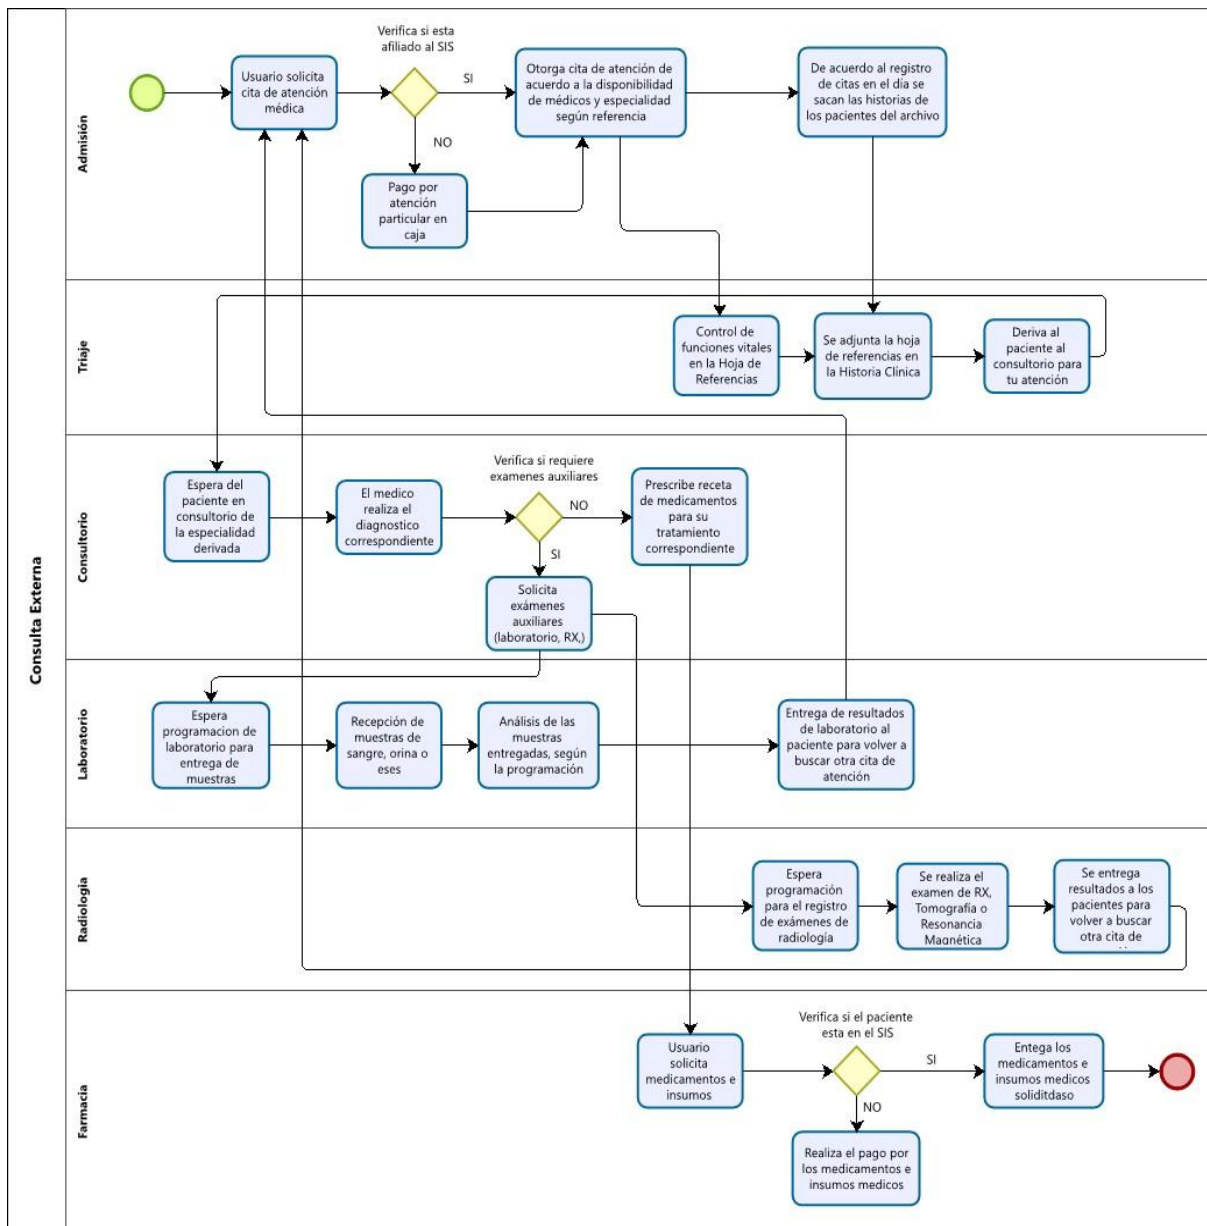 Consulta Externa
Admisión
Usuario solicita
cita de atención
médica
Verifica si esta
afiliado al SIS
SI
NO
Pago por
atención
particular en
caja
Otorga cita de atención de
acuerdo a la disponibilidad
de médicos y especialidad
según referencia
De acuerdo al registro
de citas en el día se
sacan las historias de
los pacientes del archivo
Triaje
Control de
funciones vitales
en la Hoja de
Referencias
Se adjunta la hoja
de referencias en
la Historia Clínica
Deriva al
paciente al
consultorio para
tu atención
Consultorio
Espera del
paciente en
consultorio de
la especialidad
derivada
El medico
realiza el
diagnostico
correspondiente
Verifica si requiere
examenes auxiliares
NO
SI
Prescribe receta
de medicamentos
para su
tratamiento
correspondiente
Solicita
exámenes
auxiliares
(laboratorio, RX,)
Laboratorio
Espera
programacion de
laboratorio para
entrega de
muestras
Recepción de
muestras de
sangre, orina o
eses
Análisis de las
muestras
entregadas, según
la programación
Entrega de resultados
de laboratorio al
paciente para volver a
buscar otra cita de
atención
Radiologia
Espera
programación
para el registro
de exámenes de
radiología
Se realiza el
examen de RX,
Tomografía o
Resonancia
Magnética
Se entrega
resultados a los
pacientes para
volver a buscar
otra cita de
Farmacia
Usuario
solicita
medicamentos e
insumos
Verifica si el paciente
esta en el SIS
SI
NO
Realiza el pago por
los medicamentos e
insumos medicos
Entega los
medicamentos e
insumos medicos
soliditdaso